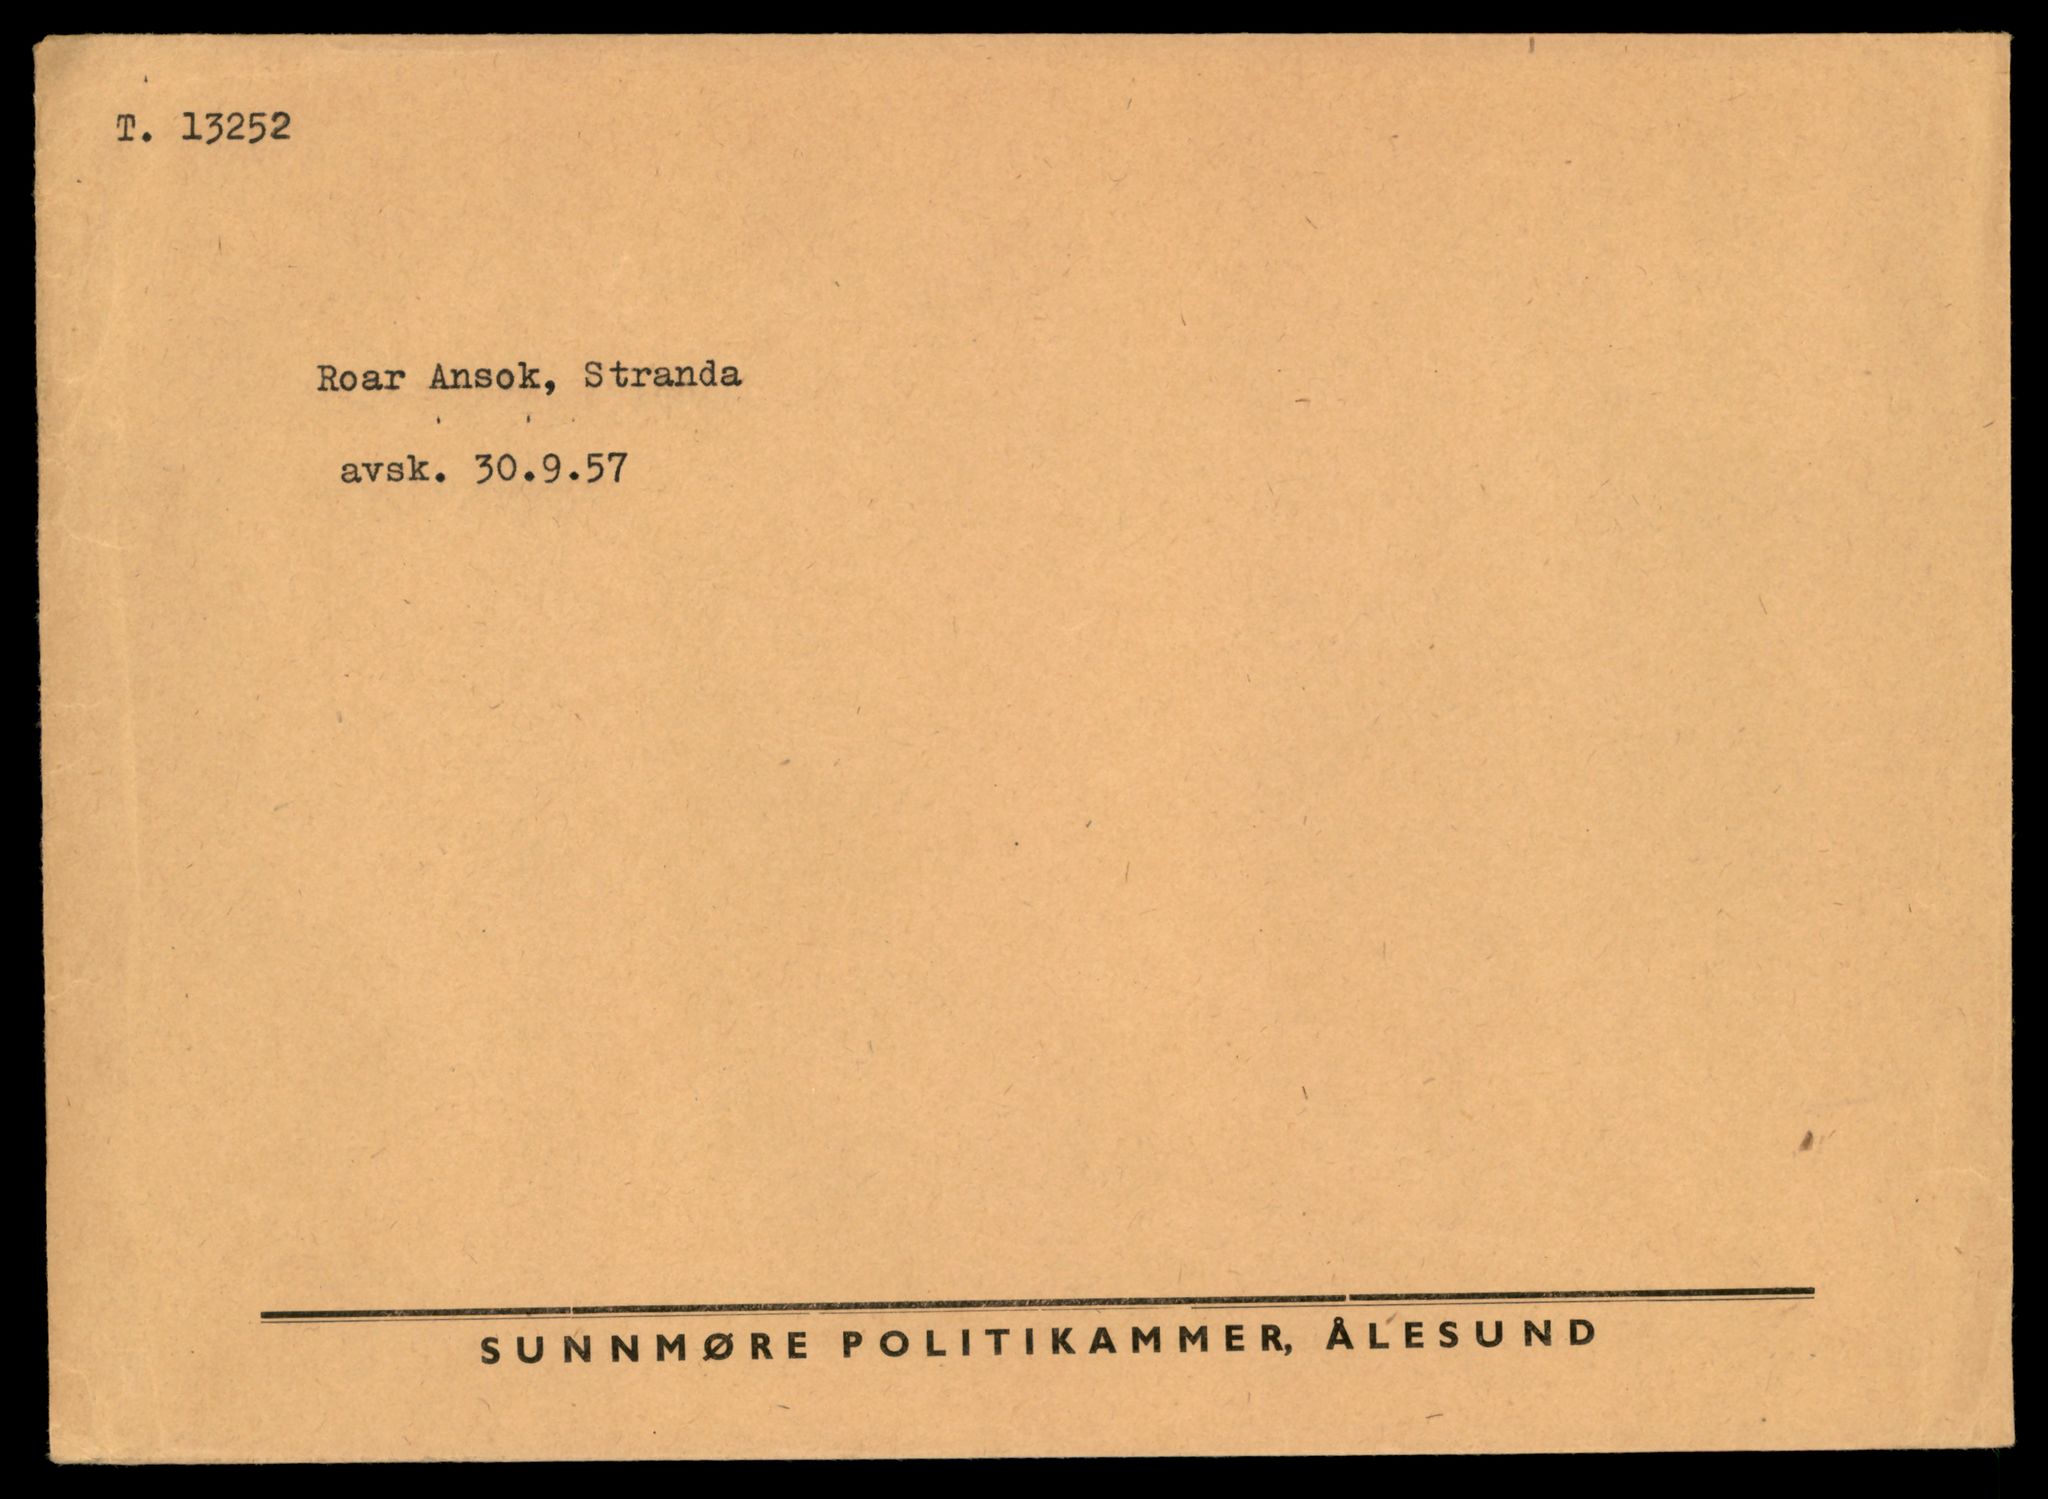 T. 13252
Roar Ansok, Stranda
avsk. 30.9.57
SUNNMØRE POLITIKAMMER, ÅLESUND